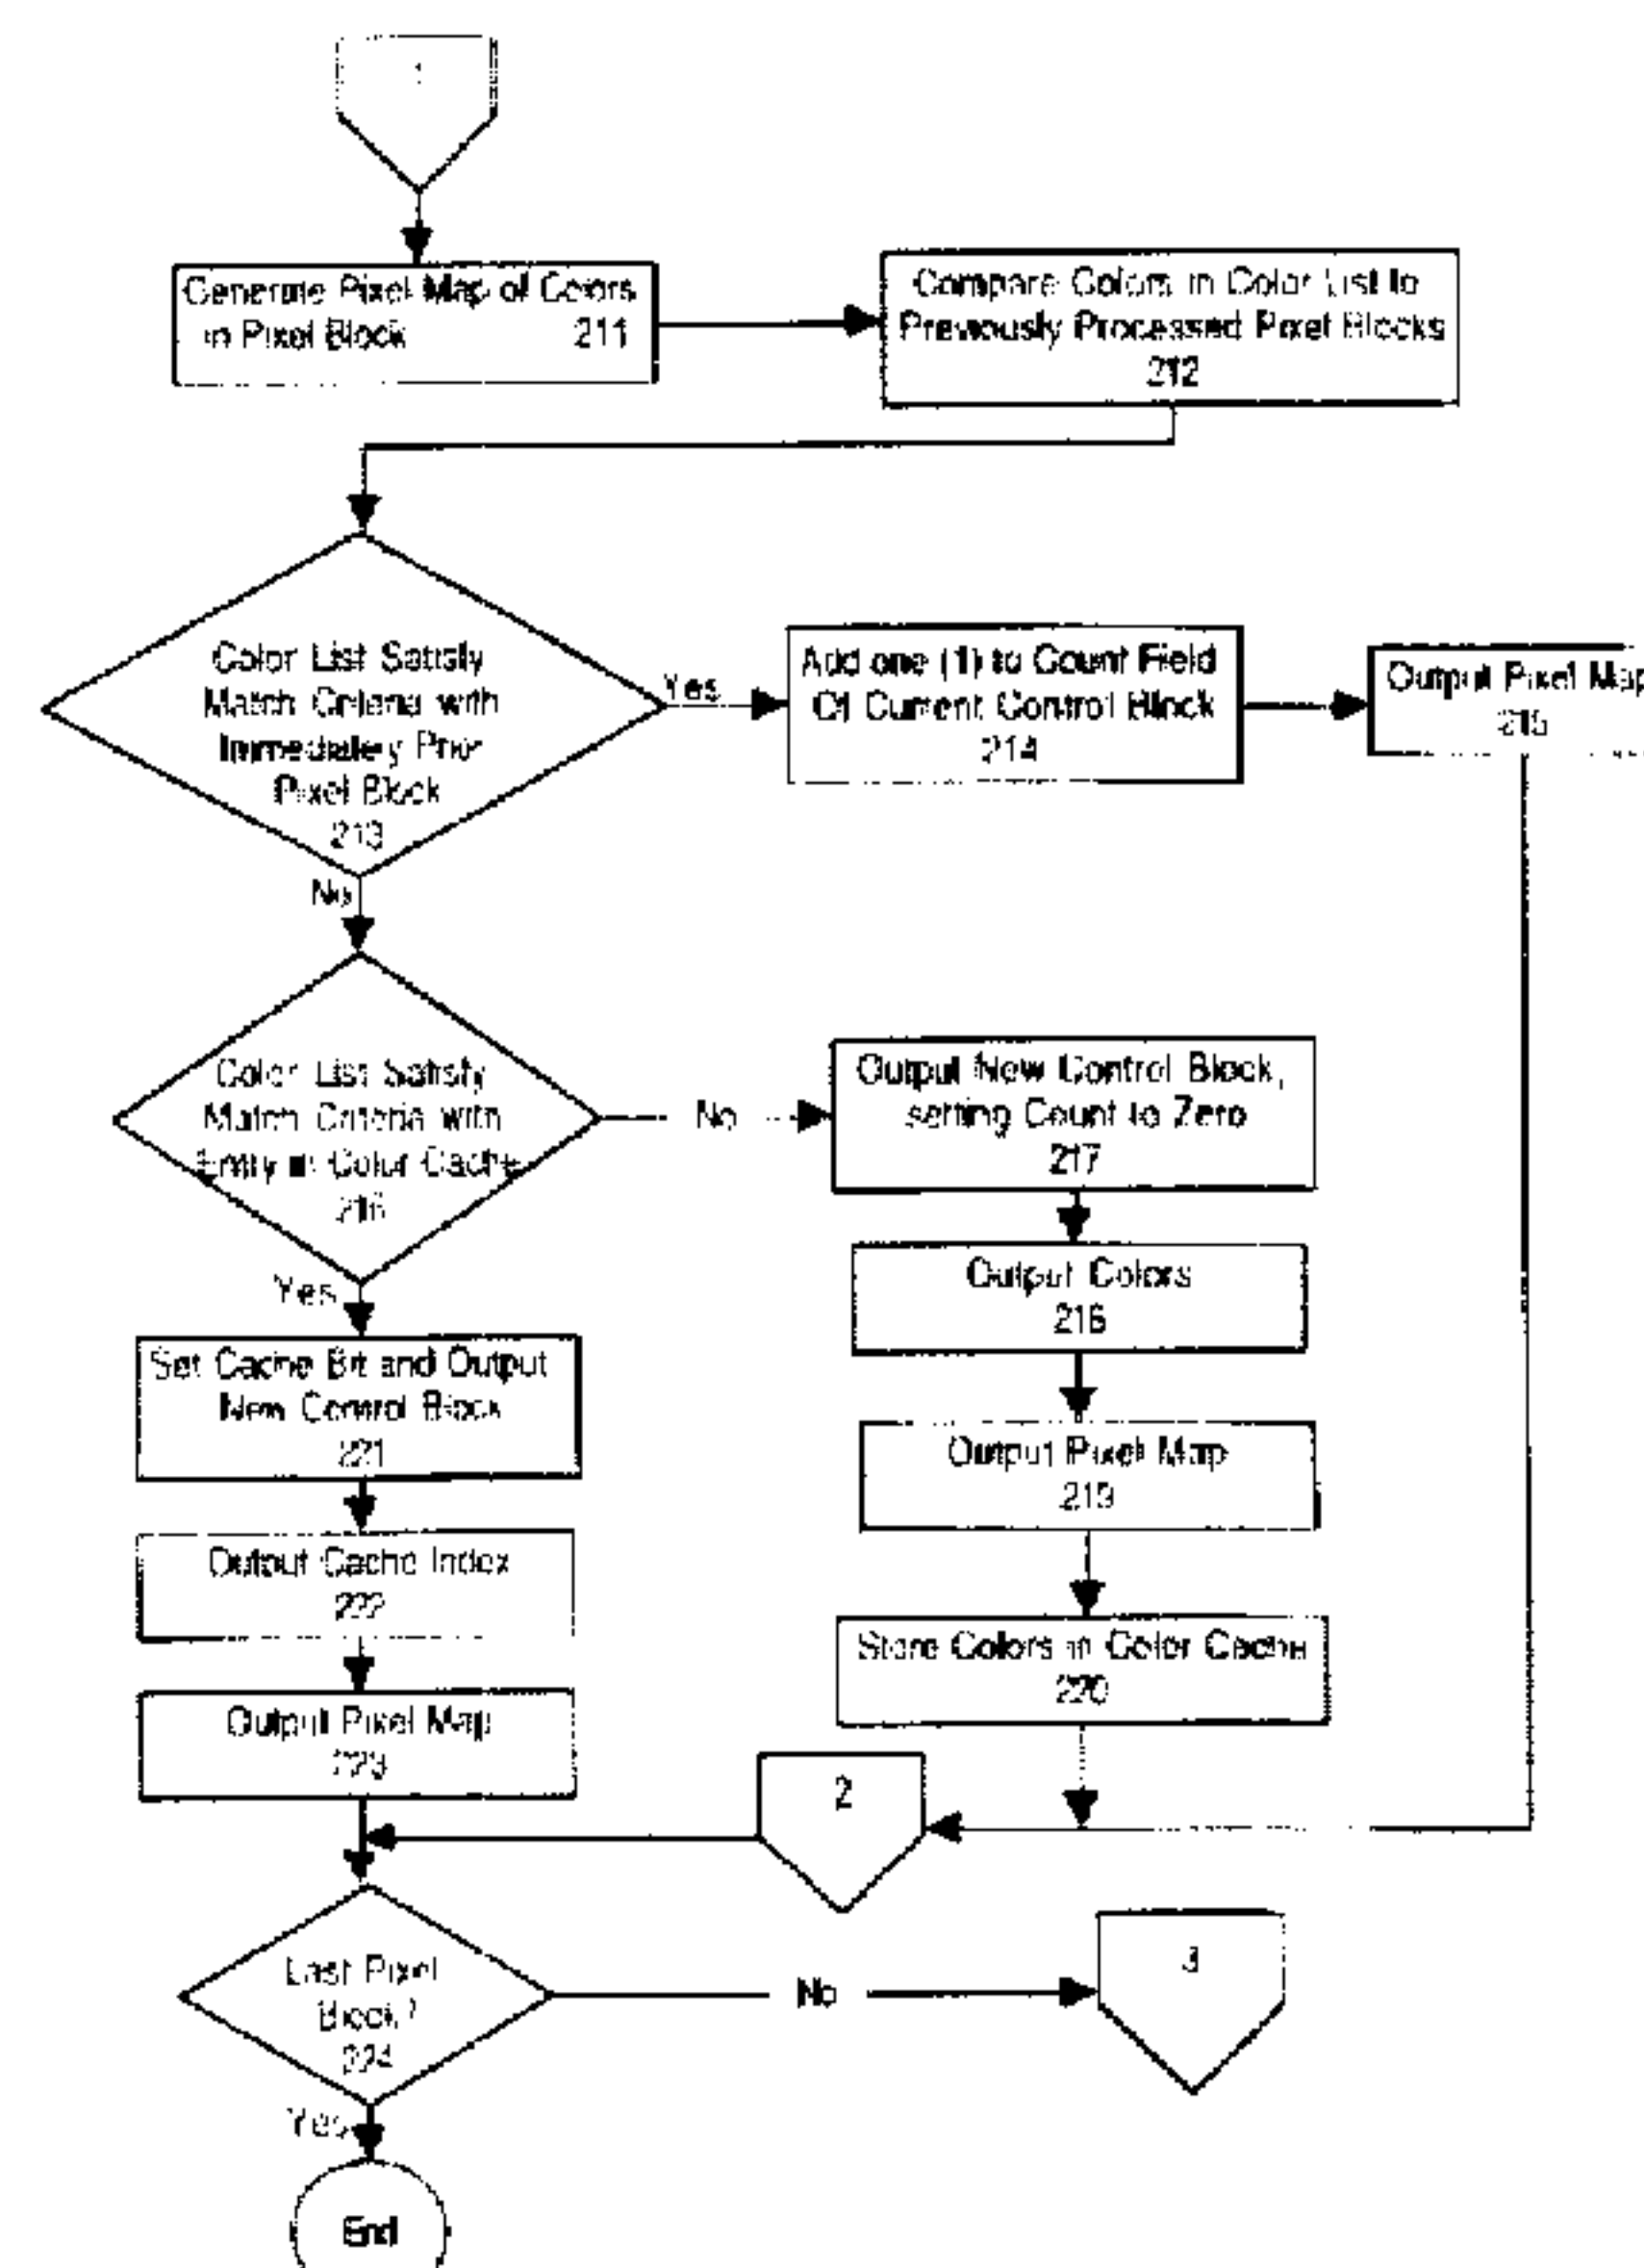 1
Generate Pixel Map of Colors
in Pixel Block 211
Compare Colors in Color List to
Previously Processed Pixel Blocks
212
Color List Satisfy
Match Criteria with
Immediately Prior
Pixel Block
213
Yes
Add one (1) to Count Field
Of Current Control Block
214
Output Pixel Map
215
No
Color List Satisfy
Match Criteria with
Entry in Color Cache
216
No
Output New Control Block,
setting Count to Zero
217
Output Colors
218
Output Pixel Map
219
Store Colors in Color Cache
220
Yes
Set Cache Bit and Output
New Control Block
221
Output Cache Index
222
Output Pixel Map
223
2
Last Pixel
Block?
224
No
3
Yes
End